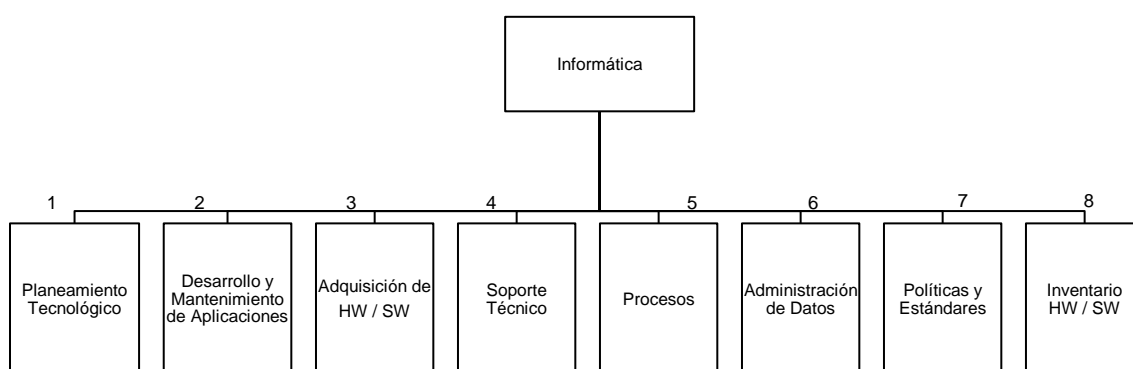 Informática
1 2 3 4 5 6 7 8
Planeamiento
Tecnológico
Desarrollo y
Mantenimiento
de Aplicaciones
Adquisición de
HW / SW
Soporte
Técnico
Procesos
Administración
de Datos
Políticas y
Estándares
Inventario
HW / SW